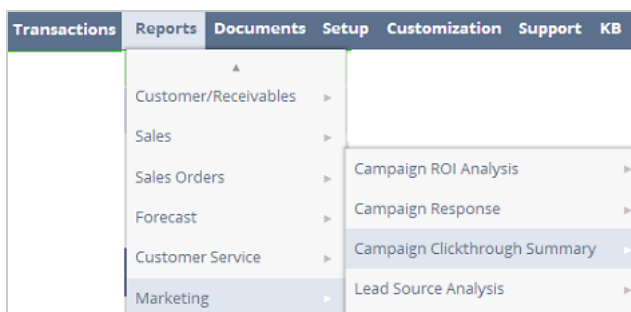 Transactions Reports Documents Setup Customization Support KB
Customer/Receivables
Sales
Sales Orders
Forecast
Customer Service
Marketing
Campaign ROI Analysis
Campaign Response
Campaign Clickthrough Summary
Lead Source Analysis